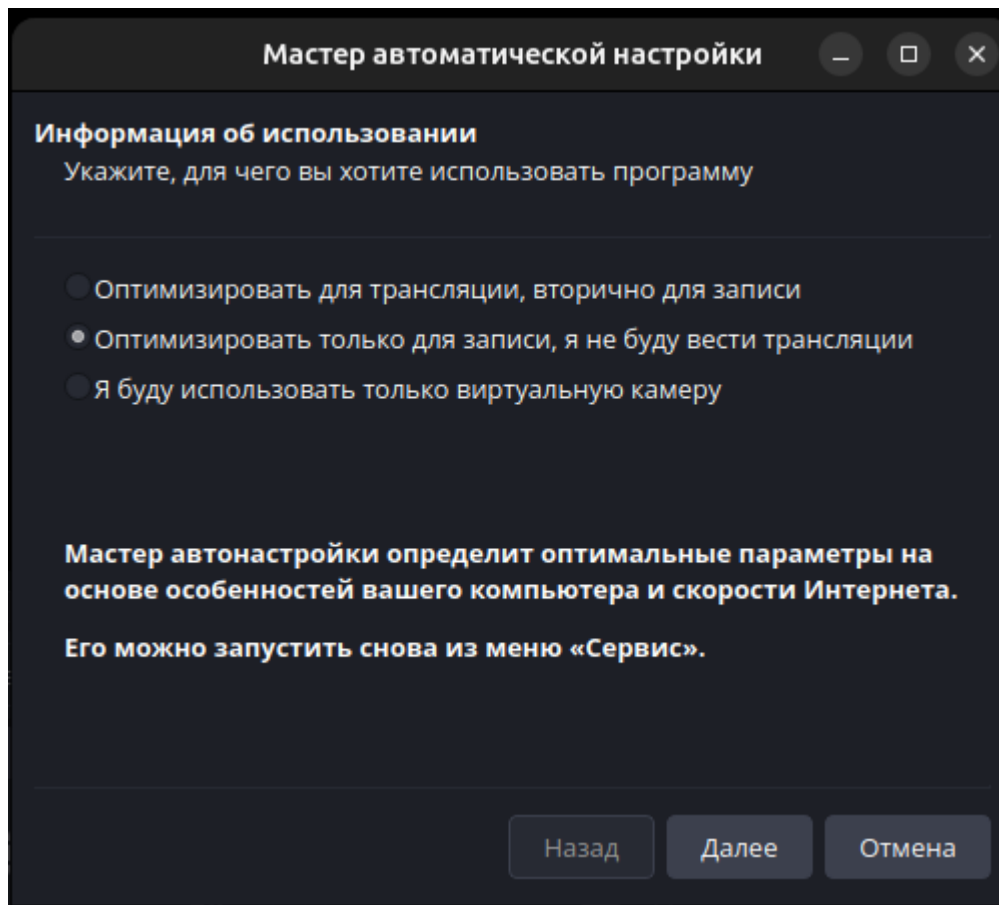 Мастер автоматической настройки
Информация об использовании
Укажите, для чего вы хотите использовать программу
Оптимизировать для трансляции, вторично для записи
Оптимизировать только для записи, я не буду вести трансляции
Я буду использовать только виртуальную камеру
Мастер автонастройки определит оптимальные параметры на
основе особенностей вашего компьютера и скорости Интернета.
Его можно запустить снова из меню «Сервис».
Назад Далее Отмена